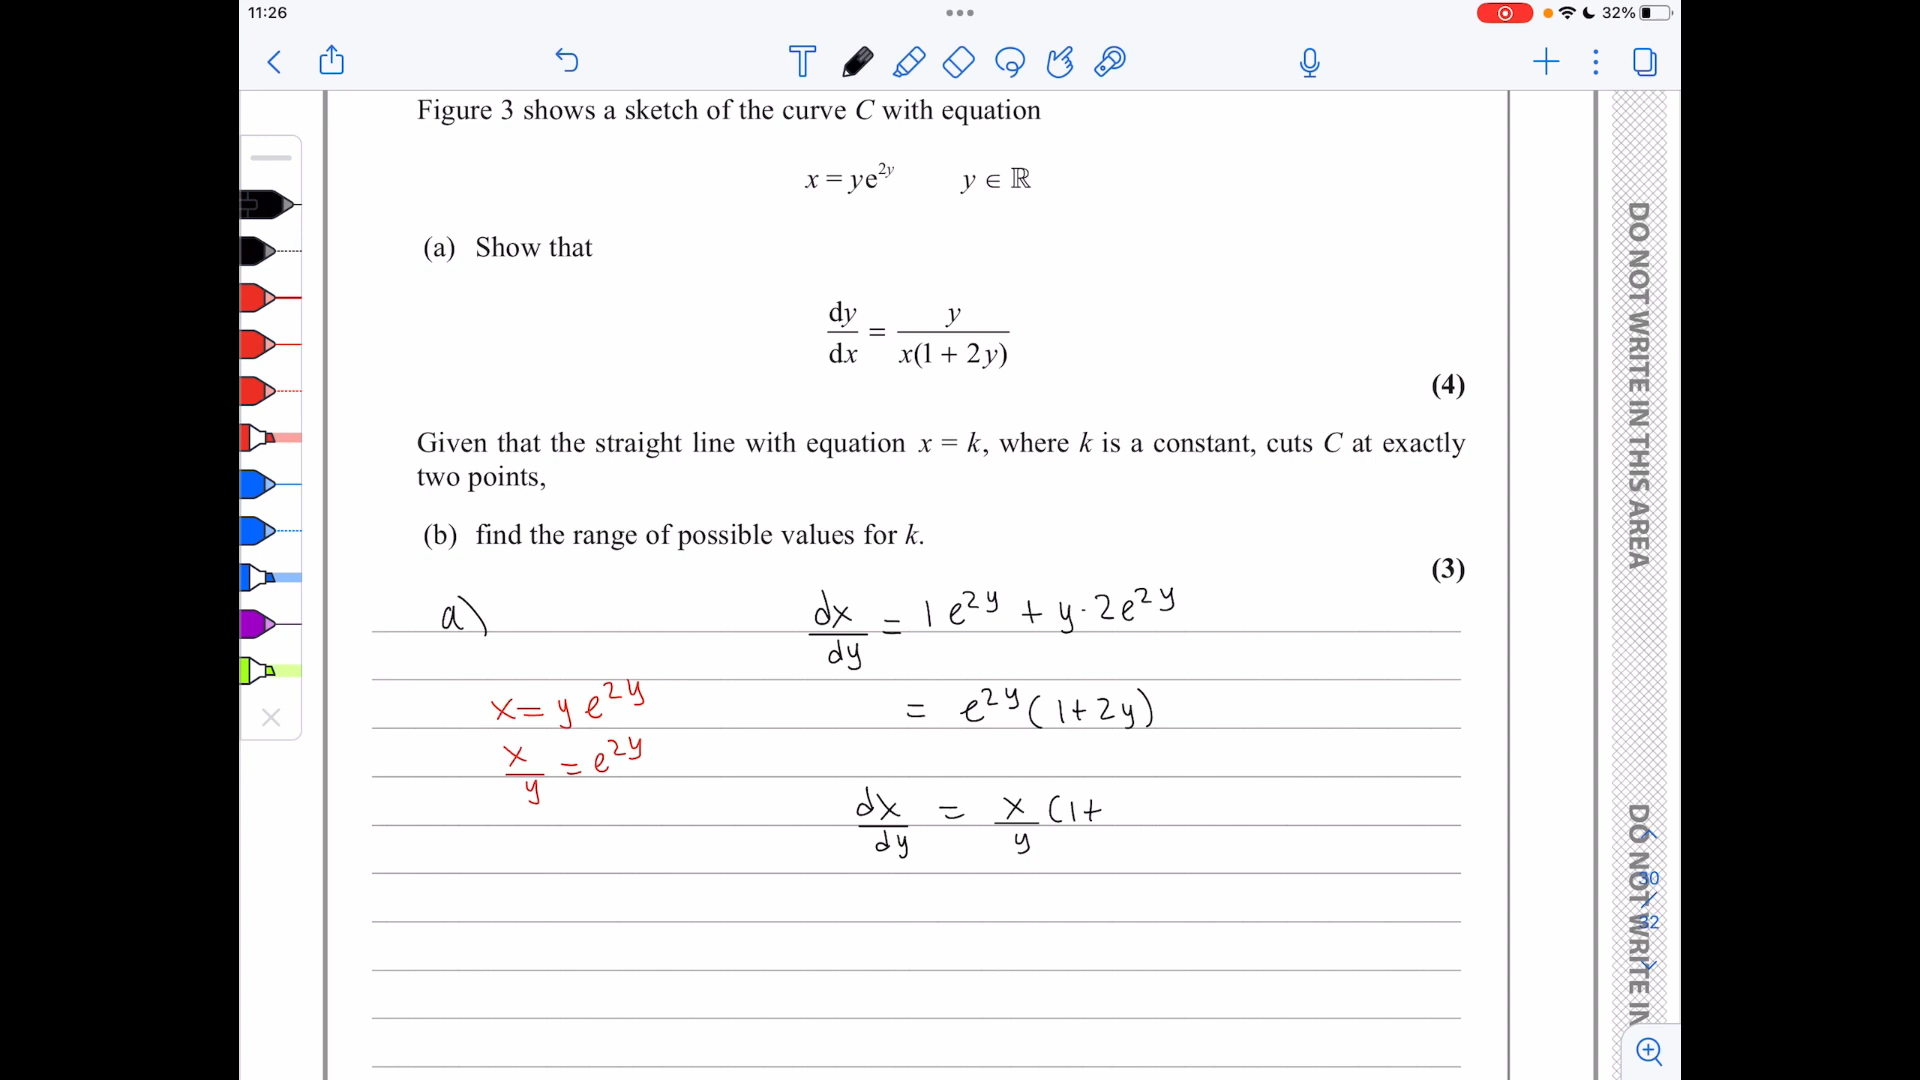 11:26
32%
Figure 3 shows a sketch of the curve C with equation
x = ye^{2y} y ∈ ℝ
(a) Show that
dy/dx = y/(x(1 + 2y))
(4)
Given that the straight line with equation x = k, where k is a constant, cuts C at exactly
two points,
(b) find the range of possible values for k.
(3)
a) dx/dy = 1 e^{2y} + y · 2e^{2y}
x = y e^{2y}
= e^{2y} (1 + 2y)
x/y = e^{2y}
dx/dy = x/y (1+
DO NOT WRITE IN THIS AREA
DO NOT WRITE IN
30
/
32